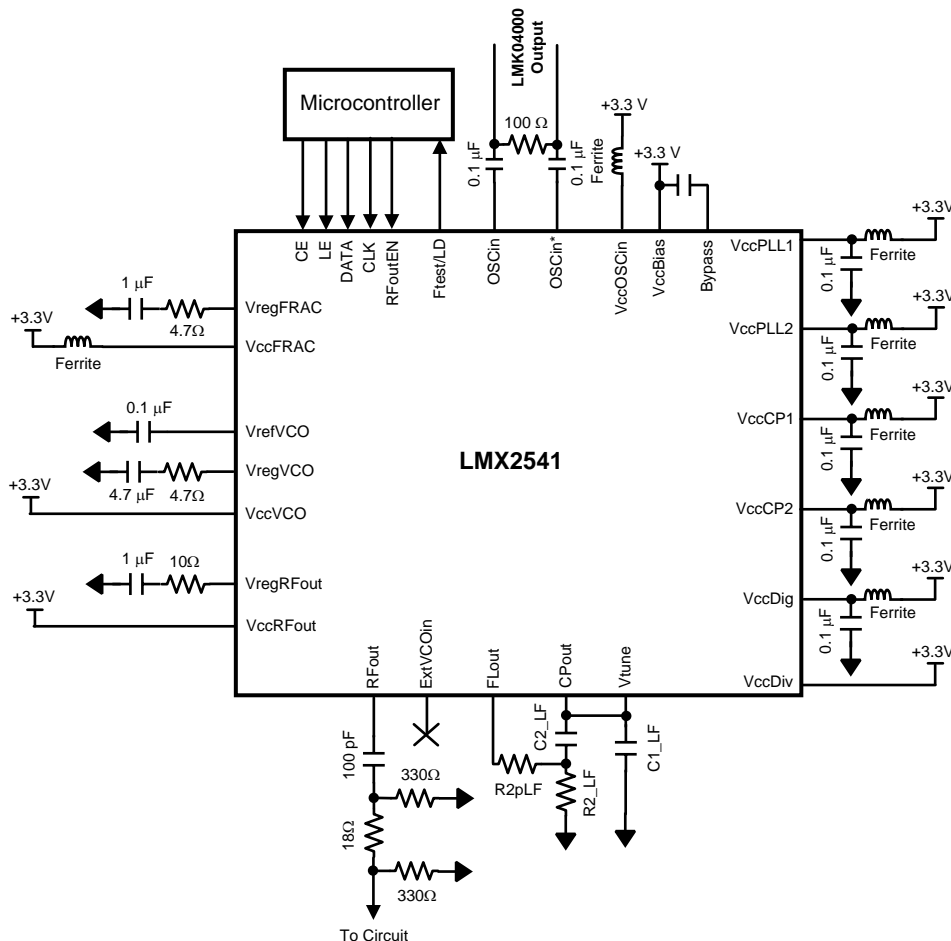 LMK04000
Output
Microcontroller
+3.3 V
100 Ω
0.1 µF
0.1 µF
Ferrite
+3.3 V
CE
LE
DATA
CLK
RFoutEN
Ftest/LD
OSCin
OSCin*
VccOSCin
VccBias
Bypass
VccPLL1
+3.3V
Ferrite
0.1 µF
1 µF
4.7Ω
VregFRAC
+3.3V
VccFRAC
Ferrite
VccPLL2
+3.3V
Ferrite
0.1 µF
0.1 µF
VrefVCO
VccCP1
+3.3V
Ferrite
0.1 µF
LMX2541
VregVCO
4.7 µF
4.7Ω
+3.3V
VccVCO
VccCP2
+3.3V
Ferrite
0.1 µF
1 µF
10Ω
VregRFout
+3.3V
VccRFout
VccDig
+3.3V
Ferrite
0.1 µF
VccDiv
+3.3V
RFout
ExtVCOin
FLout
CPout
Vtune
100 pF
330Ω
18Ω
330Ω
To Circuit
R2pLF
C2_LF
R2_LF
C1_LF